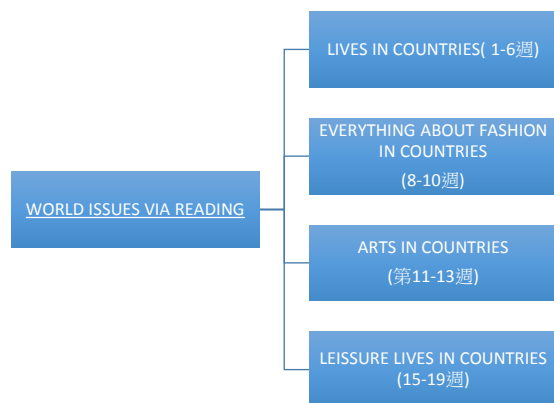 WORLD ISSUES VIA READING
LIVES IN COUNTRIES( 1-6週)
EVERYTHING ABOUT FASHION
IN COUNTRIES
(8-10週)
ARTS IN COUNTRIES
(第11-13週)
LEISSURE LIVES IN COUNTRIES
(15-19週)